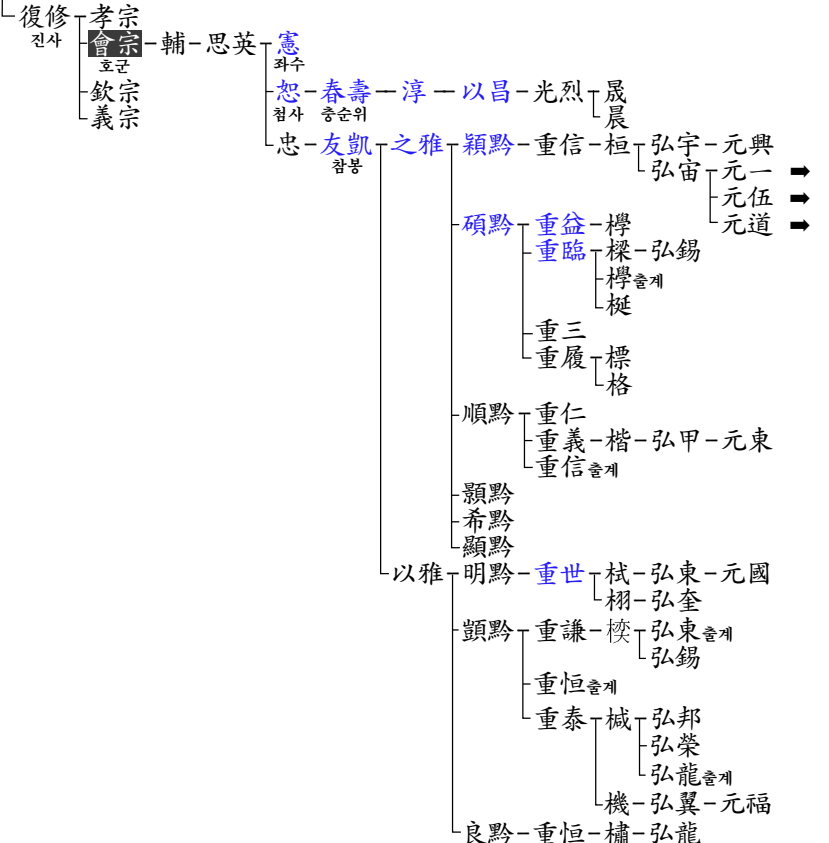 復修 孝宗
진사 會宗 輔 思英 憲
호군 좌수
欽宗 恕 春壽 淳 以昌 光烈 晟
첨사 충순위 晨
義宗
忠 友凱 之雅 穎黔 重信 桓 弘宇 元興
참봉 弘宙 元一 ➡
元伍 ➡
元道 ➡
碩黔 重益 㰒
重臨 樑 弘錫
㰒출계
梃
重三
重履 標
格
順黔 重仁
重義 楷 弘甲 元東
重信출계
顥黔
希黔
顯黔
以雅 明黔 重世 栻 弘東 元國
栩 弘奎
顗黔 重謙 弘東출계
弘錫
重恒출계
重泰 椷 弘邦
弘榮
弘龍출계
機 弘翼 元福
良黔 重恒 橚 弘龍